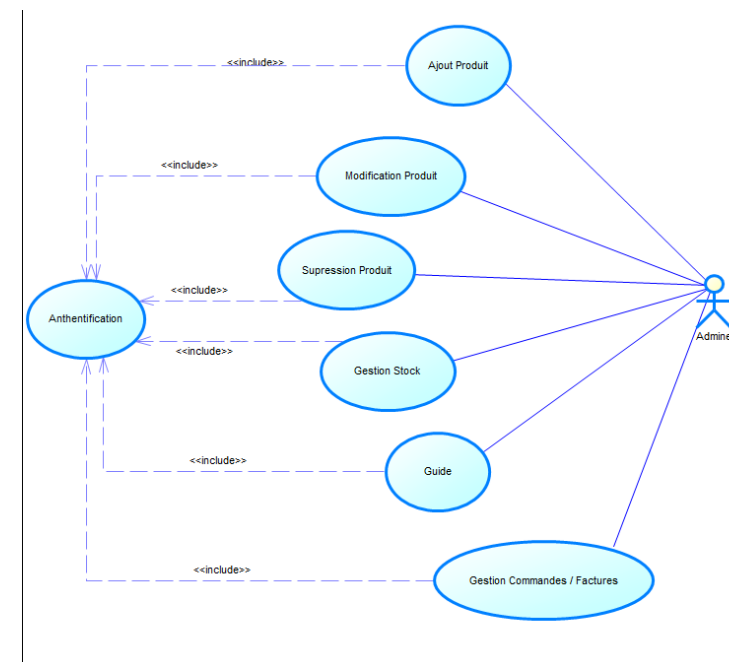 <<include>>
Ajout Produit
<<include>>
Modification Produit
Supression Produit
<<include>>
Anthentification
<<include>>
Gestion Stock
Admine
<<include>>
Guide
<<include>>
Gestion Commandes / Factures